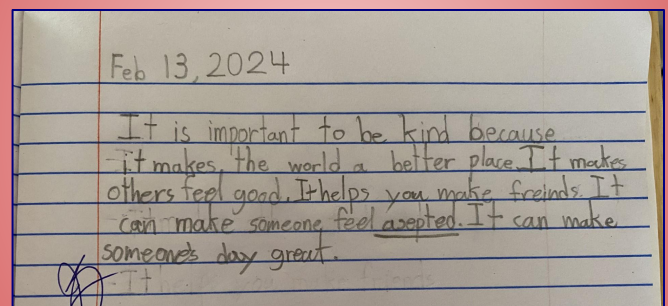 Feb 13, 2024
It is important to be kind because
it makes the world a better place. It makes
others feel good. It helps you make freinds. It
can make someone feel asepted. It can make
someone's day great.
It